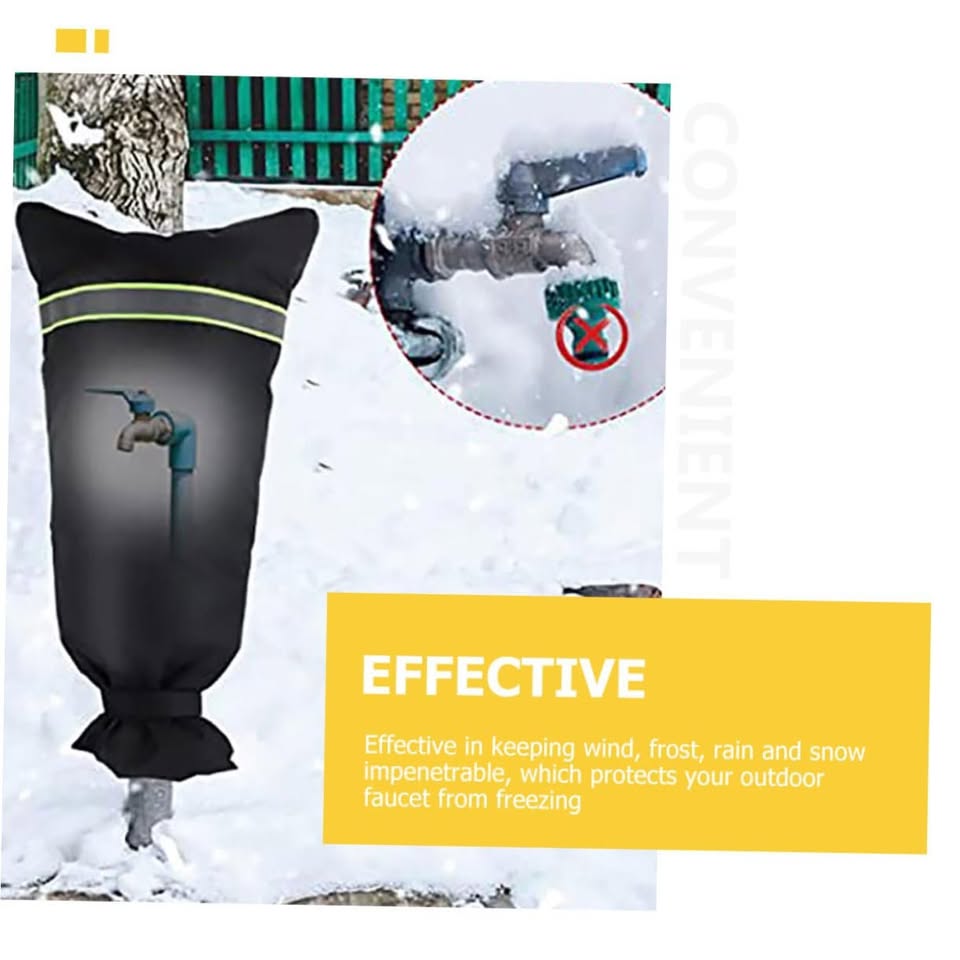 CONVENIENT
EFFECTIVE
Effective in keeping wind, frost, rain and snow
impenetrable, which protects your outdoor
faucet from freezing